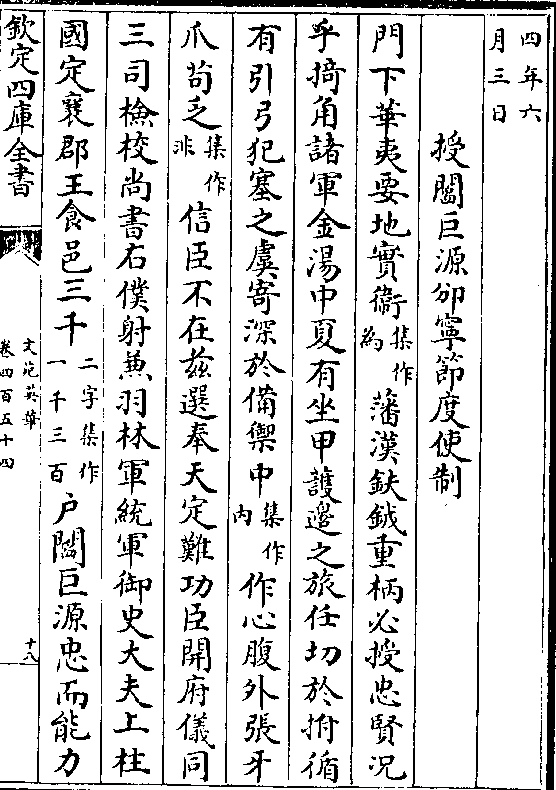 四年六
月三日
授閻巨源邠寧節度使制
門下華夷要地實衞集作為藩漢鈇鉞重柄必授忠賢况
乎掎角諸軍金湯中夏有坐甲護邊之旅任切於拊循
有引弓犯塞之虞寄深於備禦中集作内作心腹外張牙
爪苟乏集作非信臣不在兹選奉天定難功臣開府儀同
三司檢校尚書右僕射兼羽林軍統軍御史大夫上柱
國定襄郡王食邑三千二字集作一千三百户閻巨源忠而能力
欽定四庫全書
文苑英華
卷四百五十四
十八